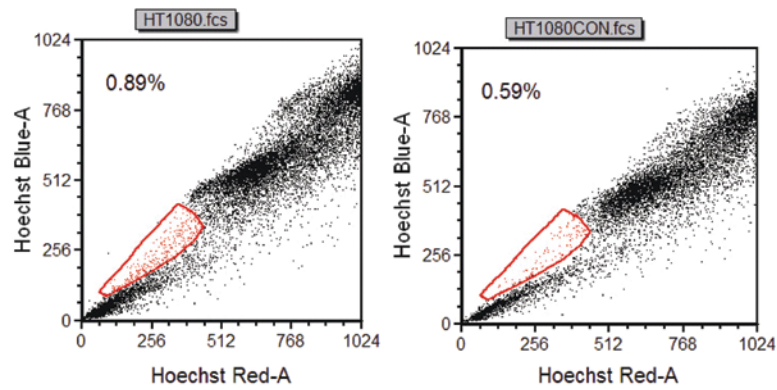 HT1080.fcs
1024
768
512
256
0
Hoechst Blue-A
0.89%
0 256 512 768 1024
Hoechst Red-A
HT1080CON.fcs
1024
768
512
256
0
Hoechst Blue-A
0.59%
0 256 512 768 1024
Hoechst Red-A